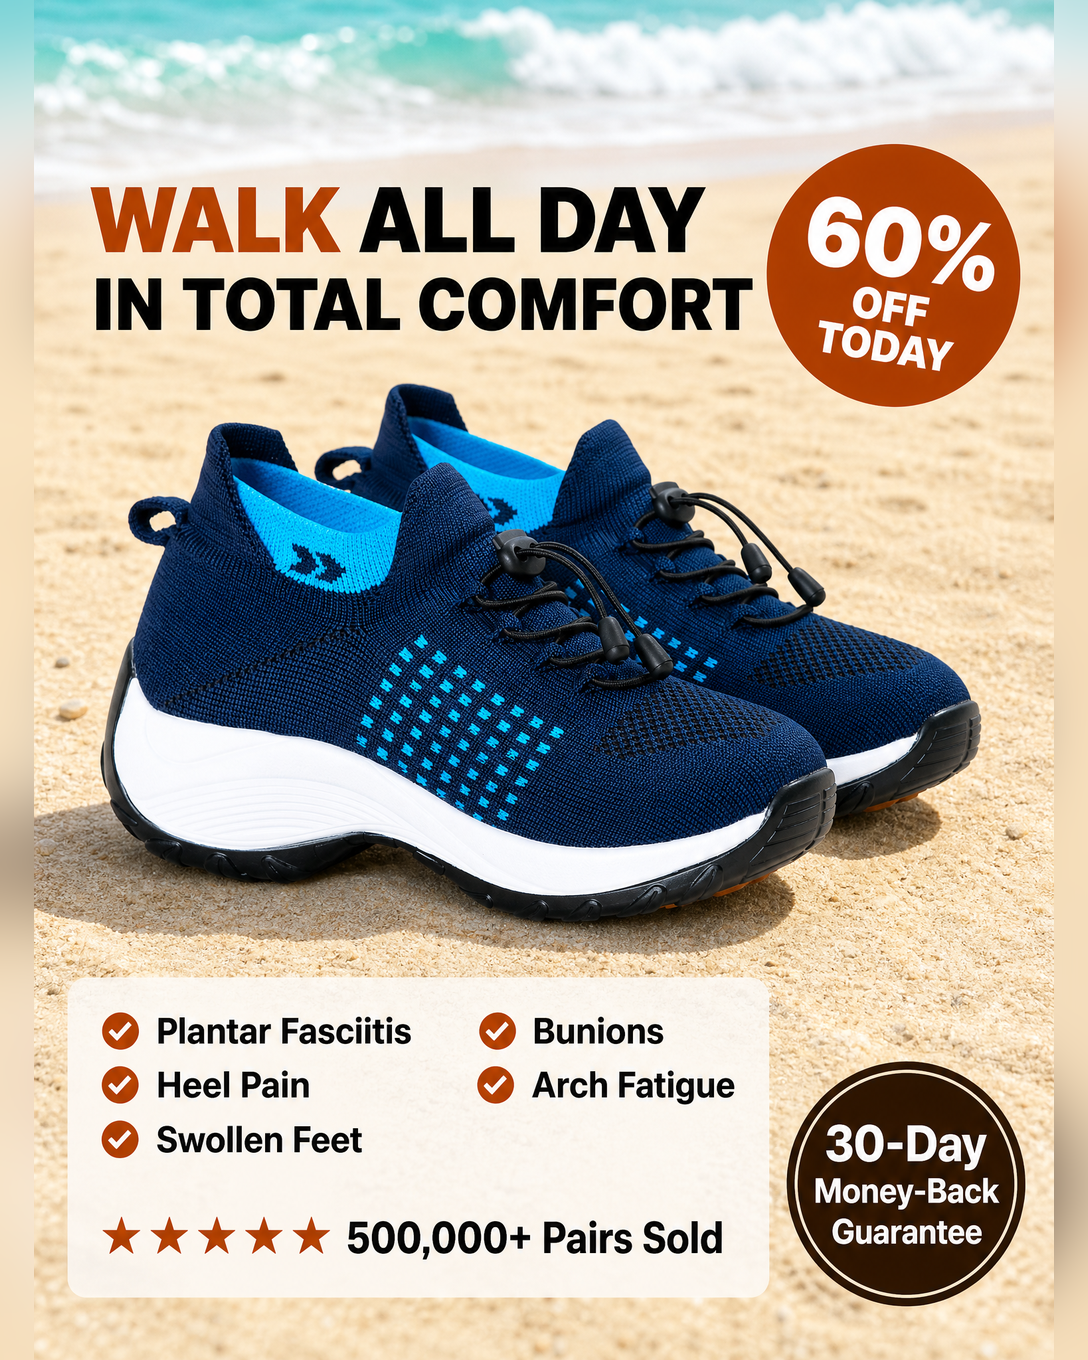 WALK ALL DAY
IN TOTAL COMFORT
60%
OFF
TODAY
Plantar Fasciitis
Heel Pain
Swollen Feet
Bunions
Arch Fatigue
500,000+ Pairs Sold
30-Day
Money-Back
Guarantee